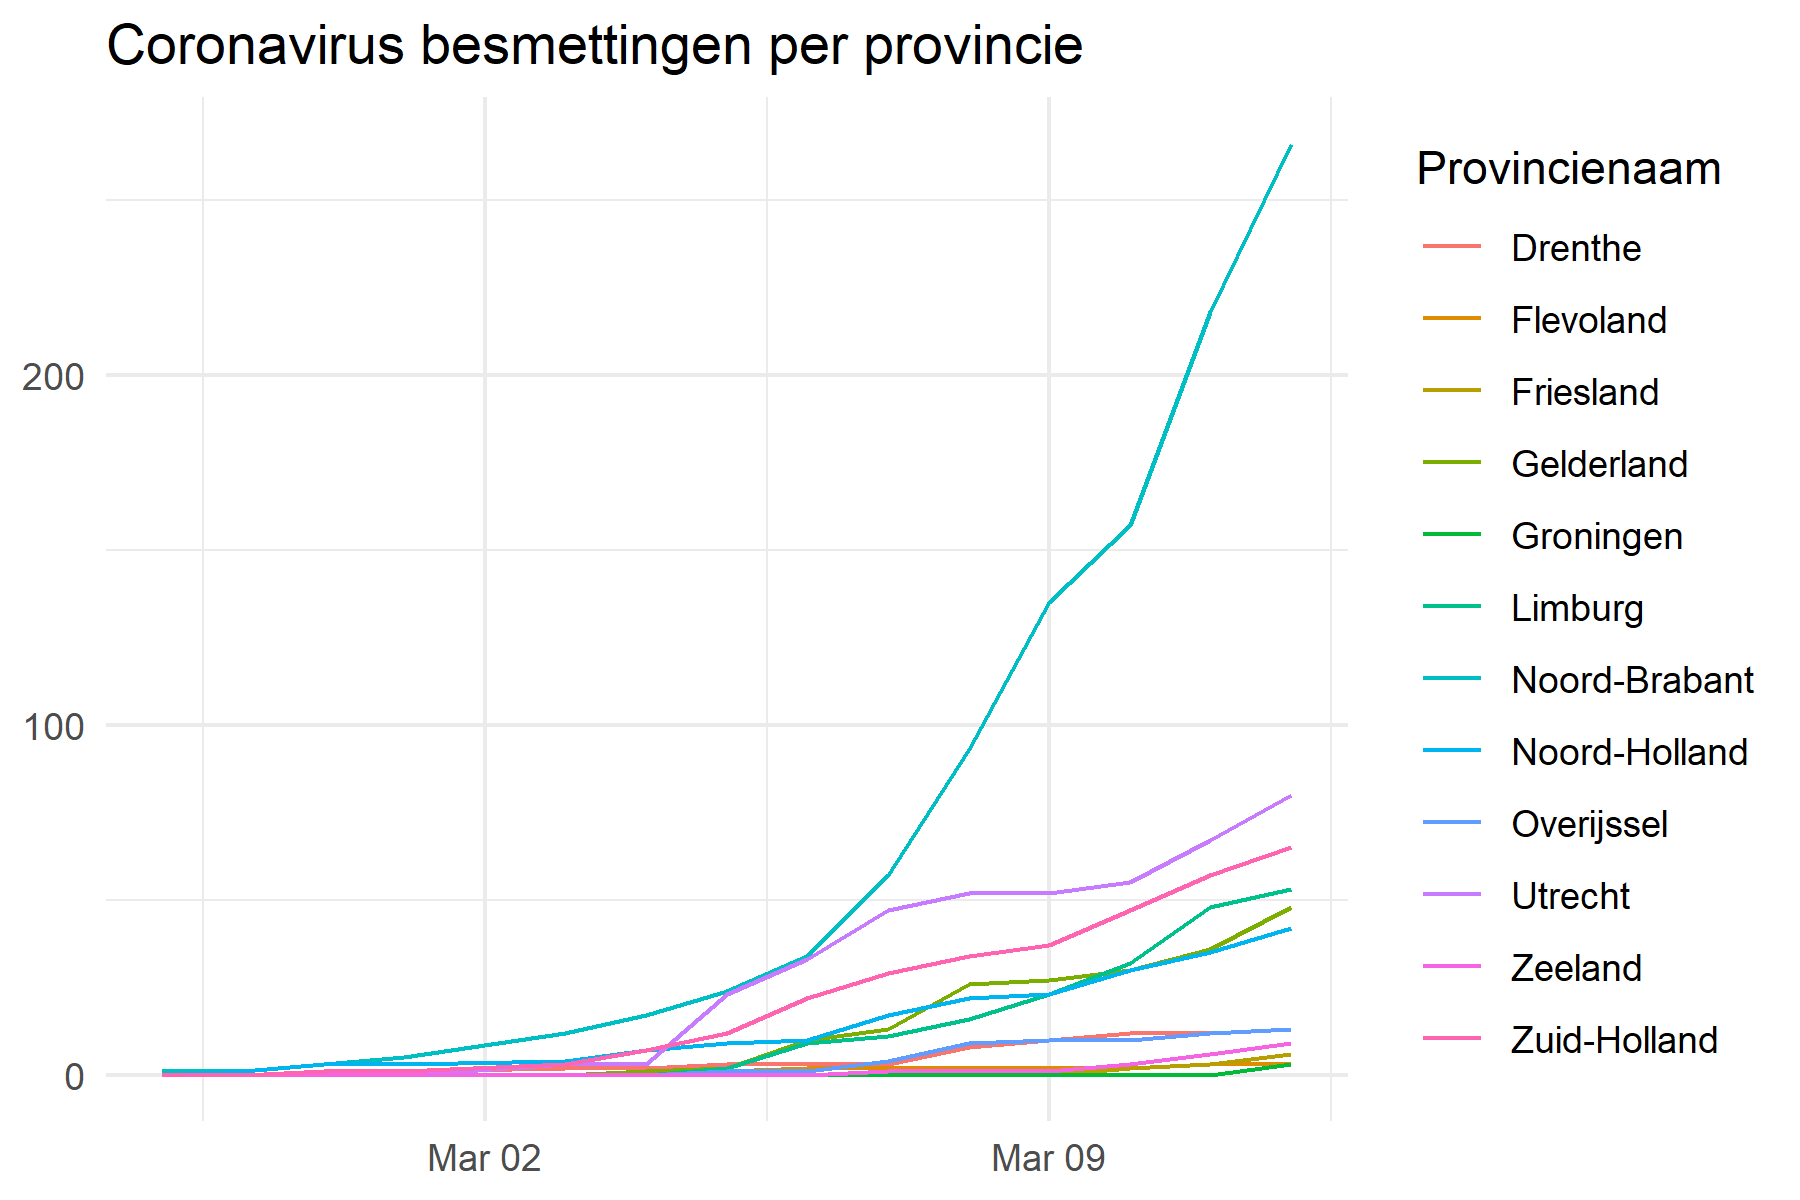 Coronavirus besmettingen per provincie
200
100
0
Mar 02
Mar 09
Provincienaam
Drenthe
Flevoland
Friesland
Gelderland
Groningen
Limburg
Noord-Brabant
Noord-Holland
Overijssel
Utrecht
Zeeland
Zuid-Holland